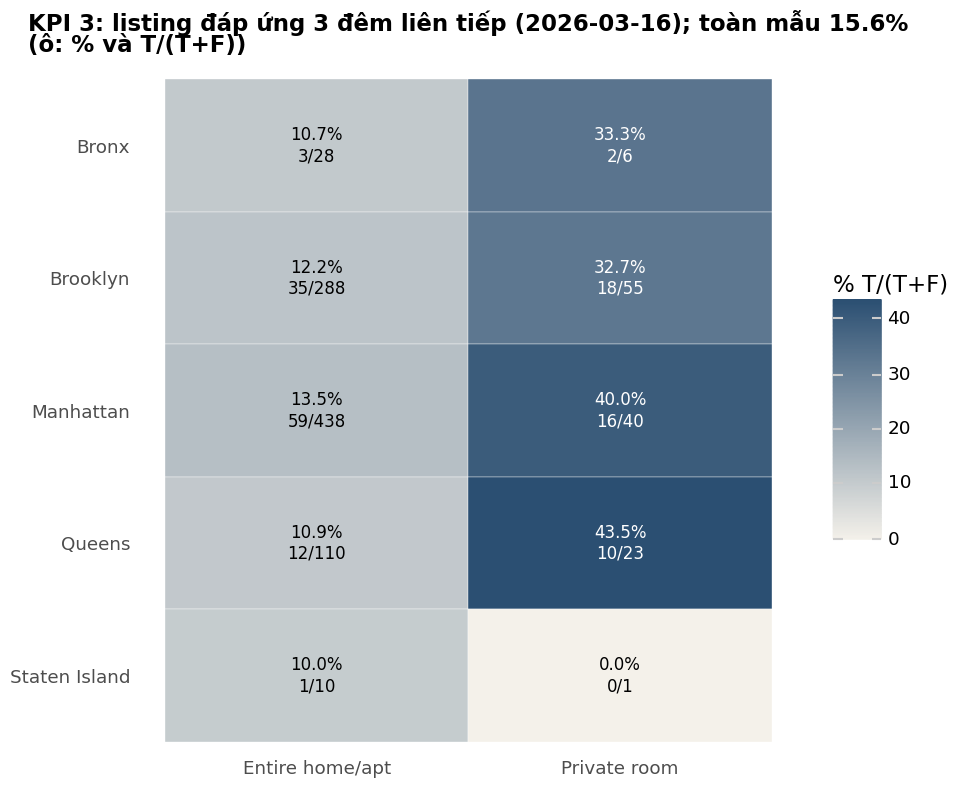 KPI 3: listing đáp ứng 3 đêm liên tiếp (2026-03-16); toàn mẫu 15.6%
(ô: % và T/(T+F))
Bronx
10.7%
3/28
33.3%
2/6
Brooklyn
12.2%
35/288
32.7%
18/55
Manhattan
13.5%
59/438
40.0%
16/40
Queens
10.9%
12/110
43.5%
10/23
Staten Island
10.0%
1/10
0.0%
0/1
Entire home/apt
Private room
% T/(T+F)
40
30
20
10
0